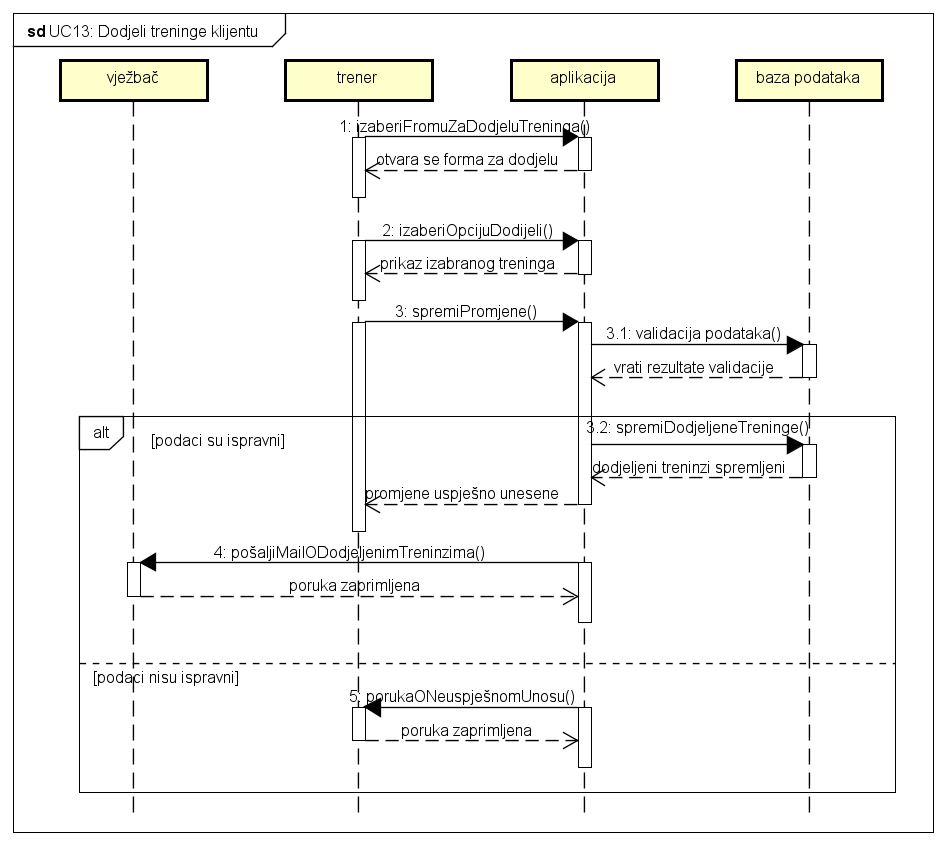 sd UC13: Dodjeli treninge klijentu
vježbač
trener
aplikacija
baza podataka
1: izaberiFromuZaDodjeluTreninga()
otvara se forma za dodjelu
2: izaberiOpcijuDodijeli()
prikaz izabranog treninga
3: spremiPromjene()
3.1: validacija podataka()
vrati rezultate validacije
alt
[podaci su ispravni]
3.2: spremiDodjeljeneTreninge()
dodjeljeni treninzi spremljeni
promjene uspješno unesene
4: pošaljiMailODodjeljenimTreninzima()
poruka zaprimljena
[podaci nisu ispravni]
5: porukaONeuspješnomUnosu()
poruka zaprimljena